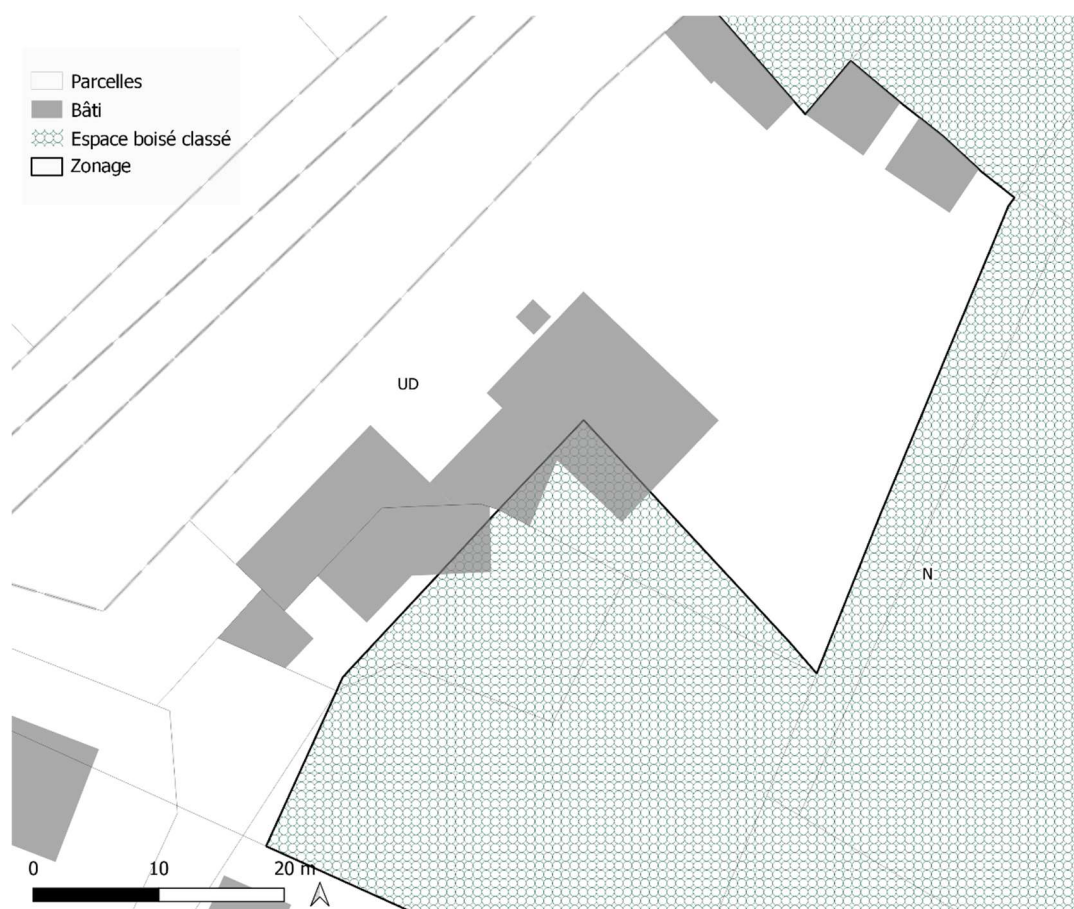 Parcelles
Bâti
Espace boisé classé
Zonage
UD
N
0 10 20 m